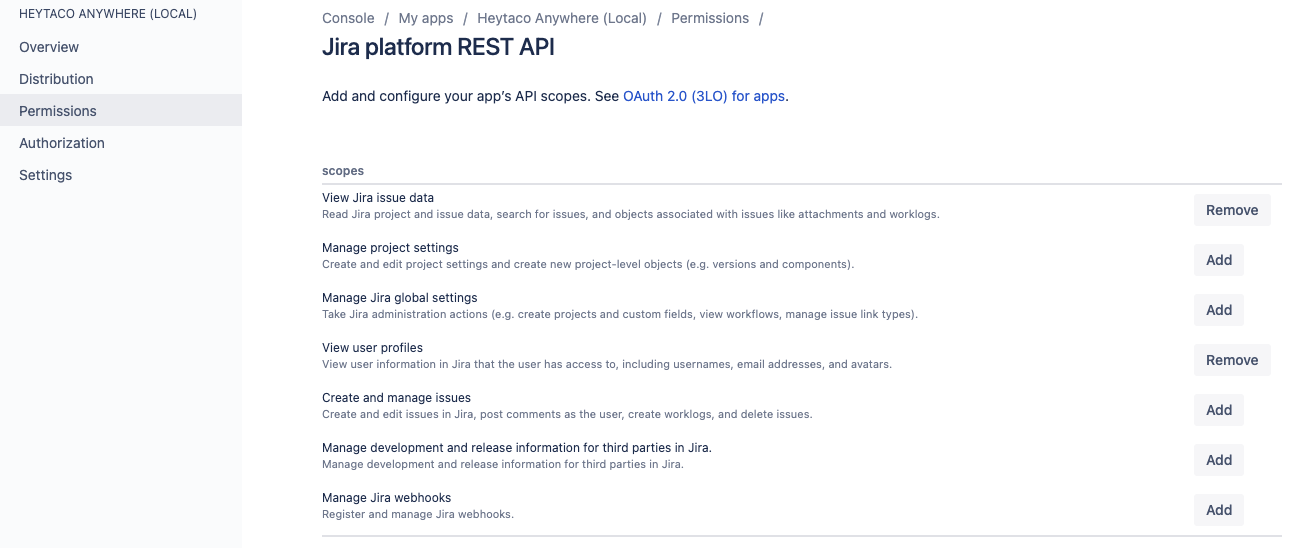 HEYTACO ANYWHERE (LOCAL)
Overview
Distribution
Permissions
Authorization
Settings
Console / My apps / Heytaco Anywhere (Local) / Permissions /
Jira platform REST API
Add and configure your app’s API scopes. See OAuth 2.0 (3LO) for apps.
scopes
View Jira issue data
Read Jira project and issue data, search for issues, and objects associated with issues like attachments and worklogs.
Remove
Manage project settings
Create and edit project settings and create new project-level objects (e.g. versions and components).
Add
Manage Jira global settings
Take Jira administration actions (e.g. create projects and custom fields, view workflows, manage issue link types).
Add
View user profiles
View user information in Jira that the user has access to, including usernames, email addresses, and avatars.
Remove
Create and manage issues
Create and edit issues in Jira, post comments as the user, create worklogs, and delete issues.
Add
Manage development and release information for third parties in Jira.
Manage development and release information for third parties in Jira.
Add
Manage Jira webhooks
Register and manage Jira webhooks.
Add